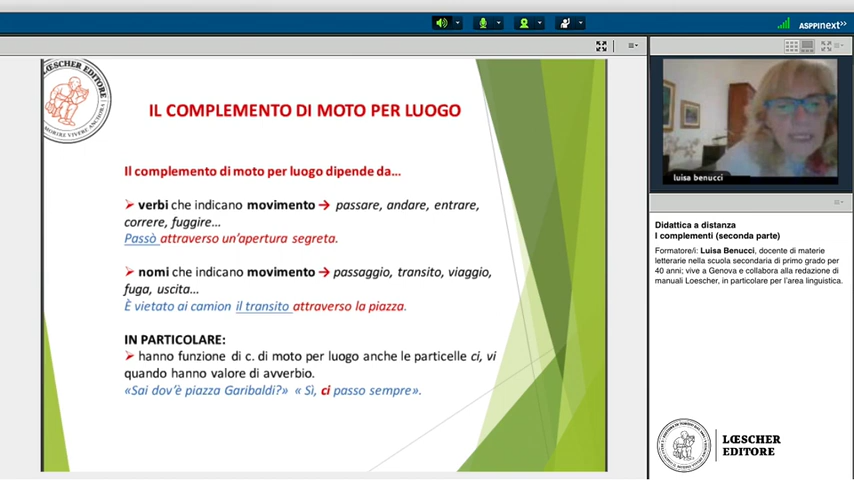 ASPPInext>>
LŒSCHER EDITORE
IL COMPLEMENTO DI MOTO PER LUOGO
Il complemento di moto per luogo dipende da...
➢ verbi che indicano movimento → passare, andare, entrare,
correre, fuggire...
Passò attraverso un'apertura segreta.
➢ nomi che indicano movimento → passaggio, transito, viaggio,
fuga, uscita...
È vietato ai camion il transito attraverso la piazza.
IN PARTICOLARE:
➢ hanno funzione di c. di moto per luogo anche le particelle ci, vi
quando hanno valore di avverbio.
«Sai dov'è piazza Garibaldi?» « Sì, ci passo sempre».
luisa benucci
Didattica a distanza
I complementi (seconda parte)
Formatore/i: Luisa Benucci, docente di materie
letterarie nella scuola secondaria di primo grado per
40 anni; vive a Genova e collabora alla redazione di
manuali Loescher, in particolare per l'area linguistica.
LŒSCHER
EDITORE